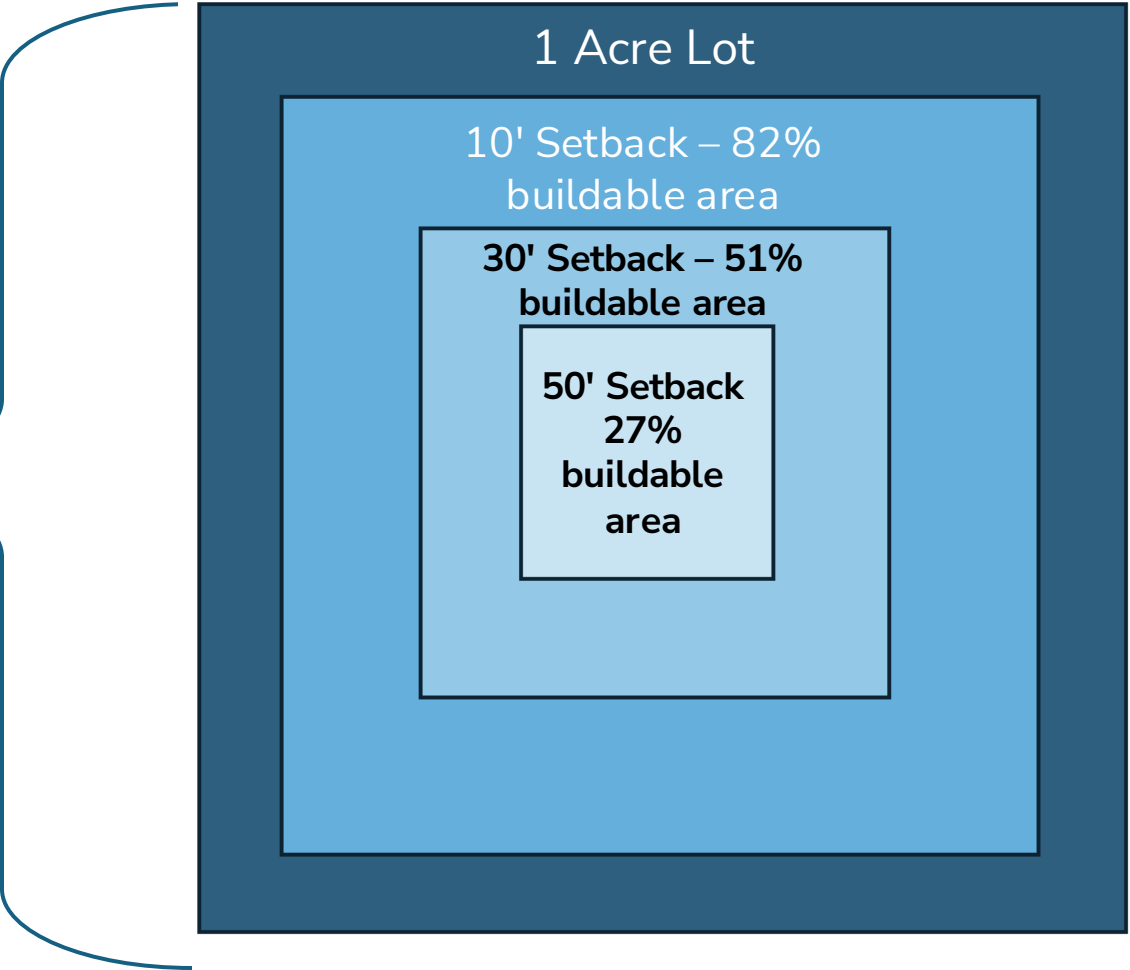 1 Acre Lot
10' Setback – 82%
buildable area
30' Setback – 51%
buildable area
50' Setback
27%
buildable
area